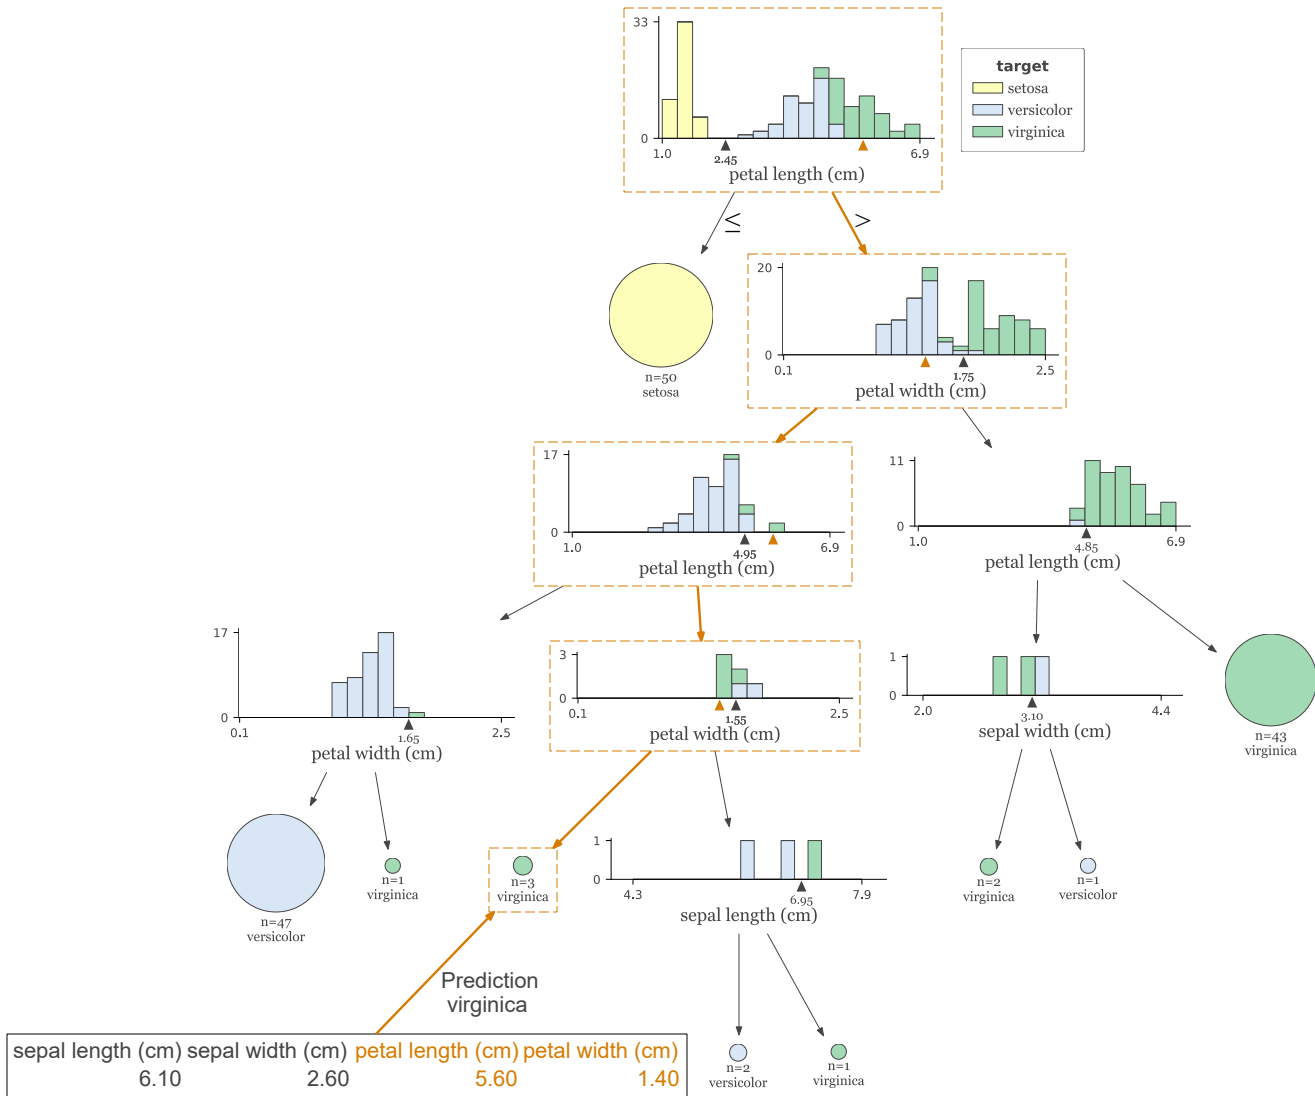 33
0
1.0
2.45
6.9
petal length (cm)
target
setosa
versicolor
virginica
≤
>
n=50
setosa
20
0
0.1
1.75
2.5
petal width (cm)
17
0
1.0
4.95
6.9
petal length (cm)
11
0
1.0
4.85
6.9
petal length (cm)
17
0
0.1
1.65
2.5
petal width (cm)
3
0
0.1
1.55
2.5
petal width (cm)
1
0
2.0
3.10
4.4
sepal width (cm)
n=43
virginica
n=47
versicolor
n=1
virginica
n=3
virginica
1
0
4.3
6.95
7.9
sepal length (cm)
n=2
virginica
n=1
versicolor
Prediction
virginica
n=2
versicolor
n=1
virginica
sepal length (cm) sepal width (cm) petal length (cm) petal width (cm)
6.10 2.60 5.60 1.40